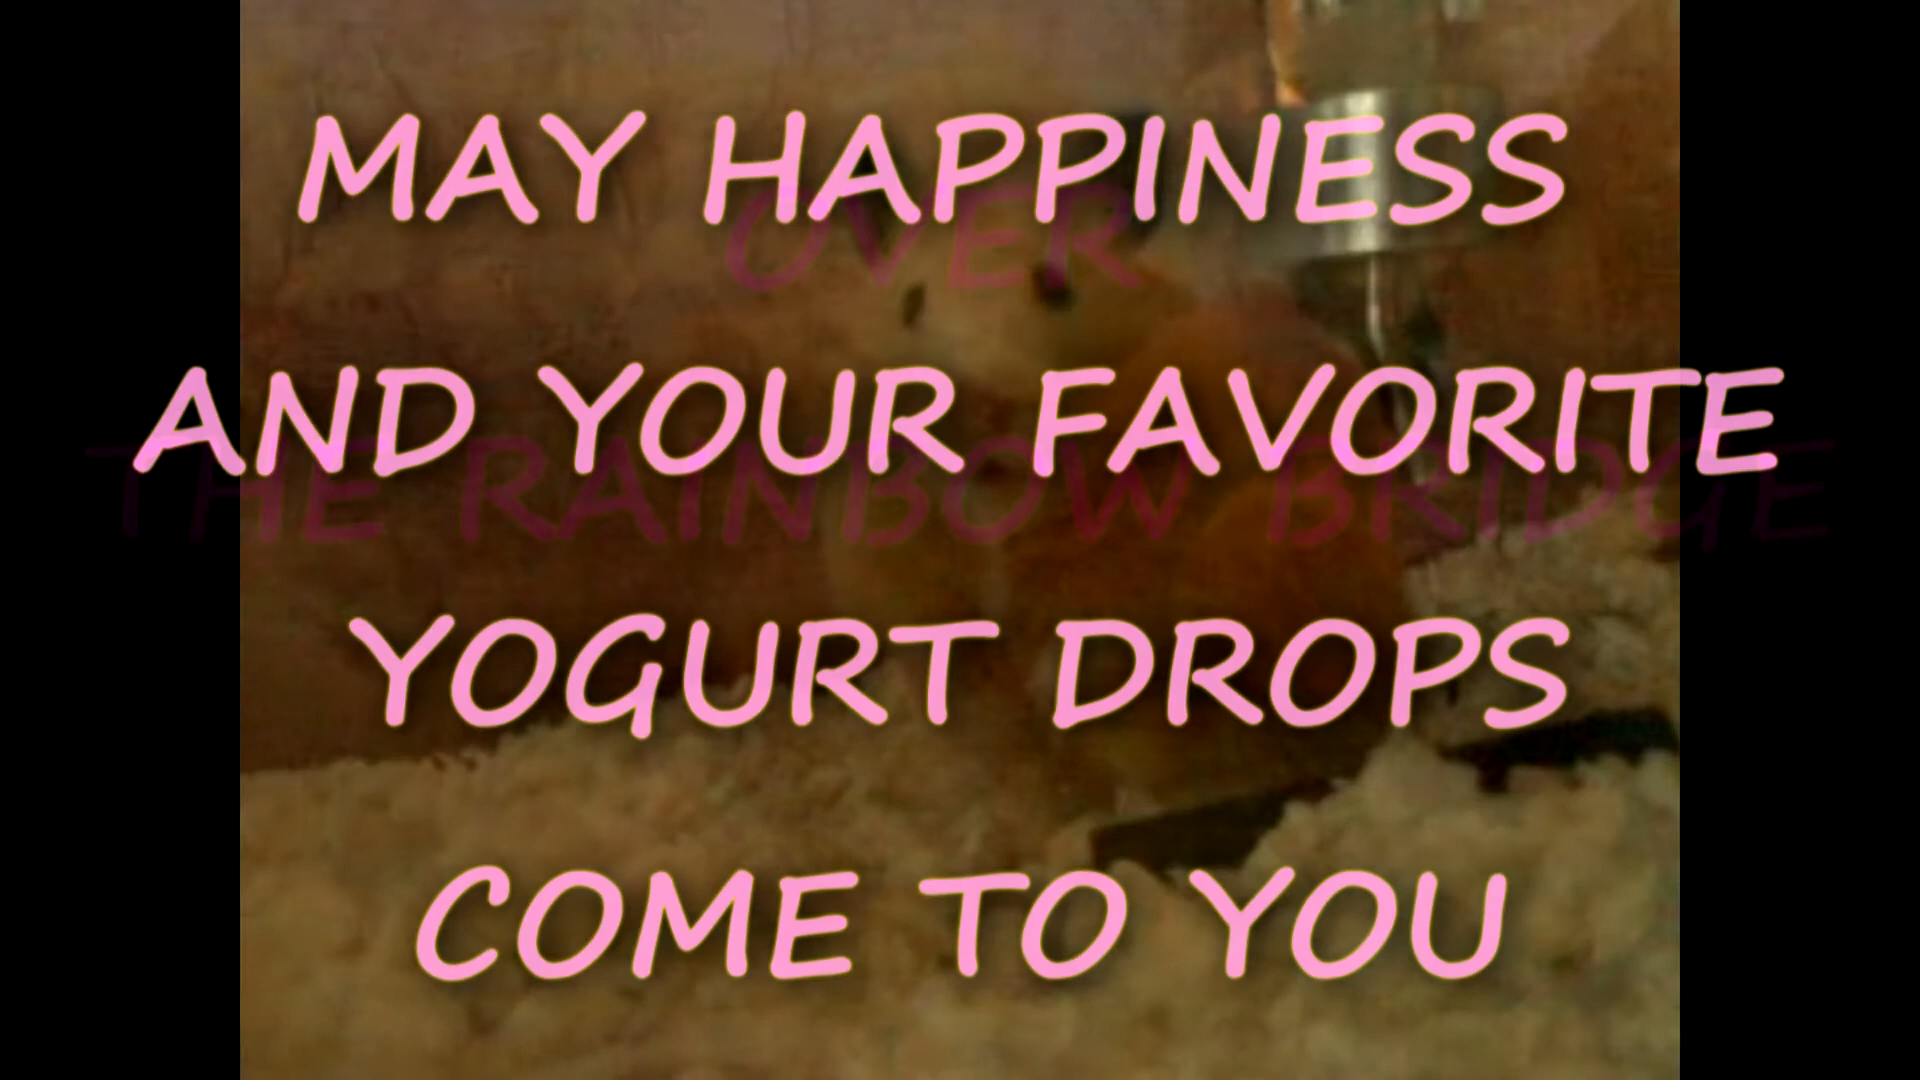 MAY HAPPINESS
OVER
AND YOUR FAVORITE
THE RAINBOW BRIDGE
YOGURT DROPS
COME TO YOU